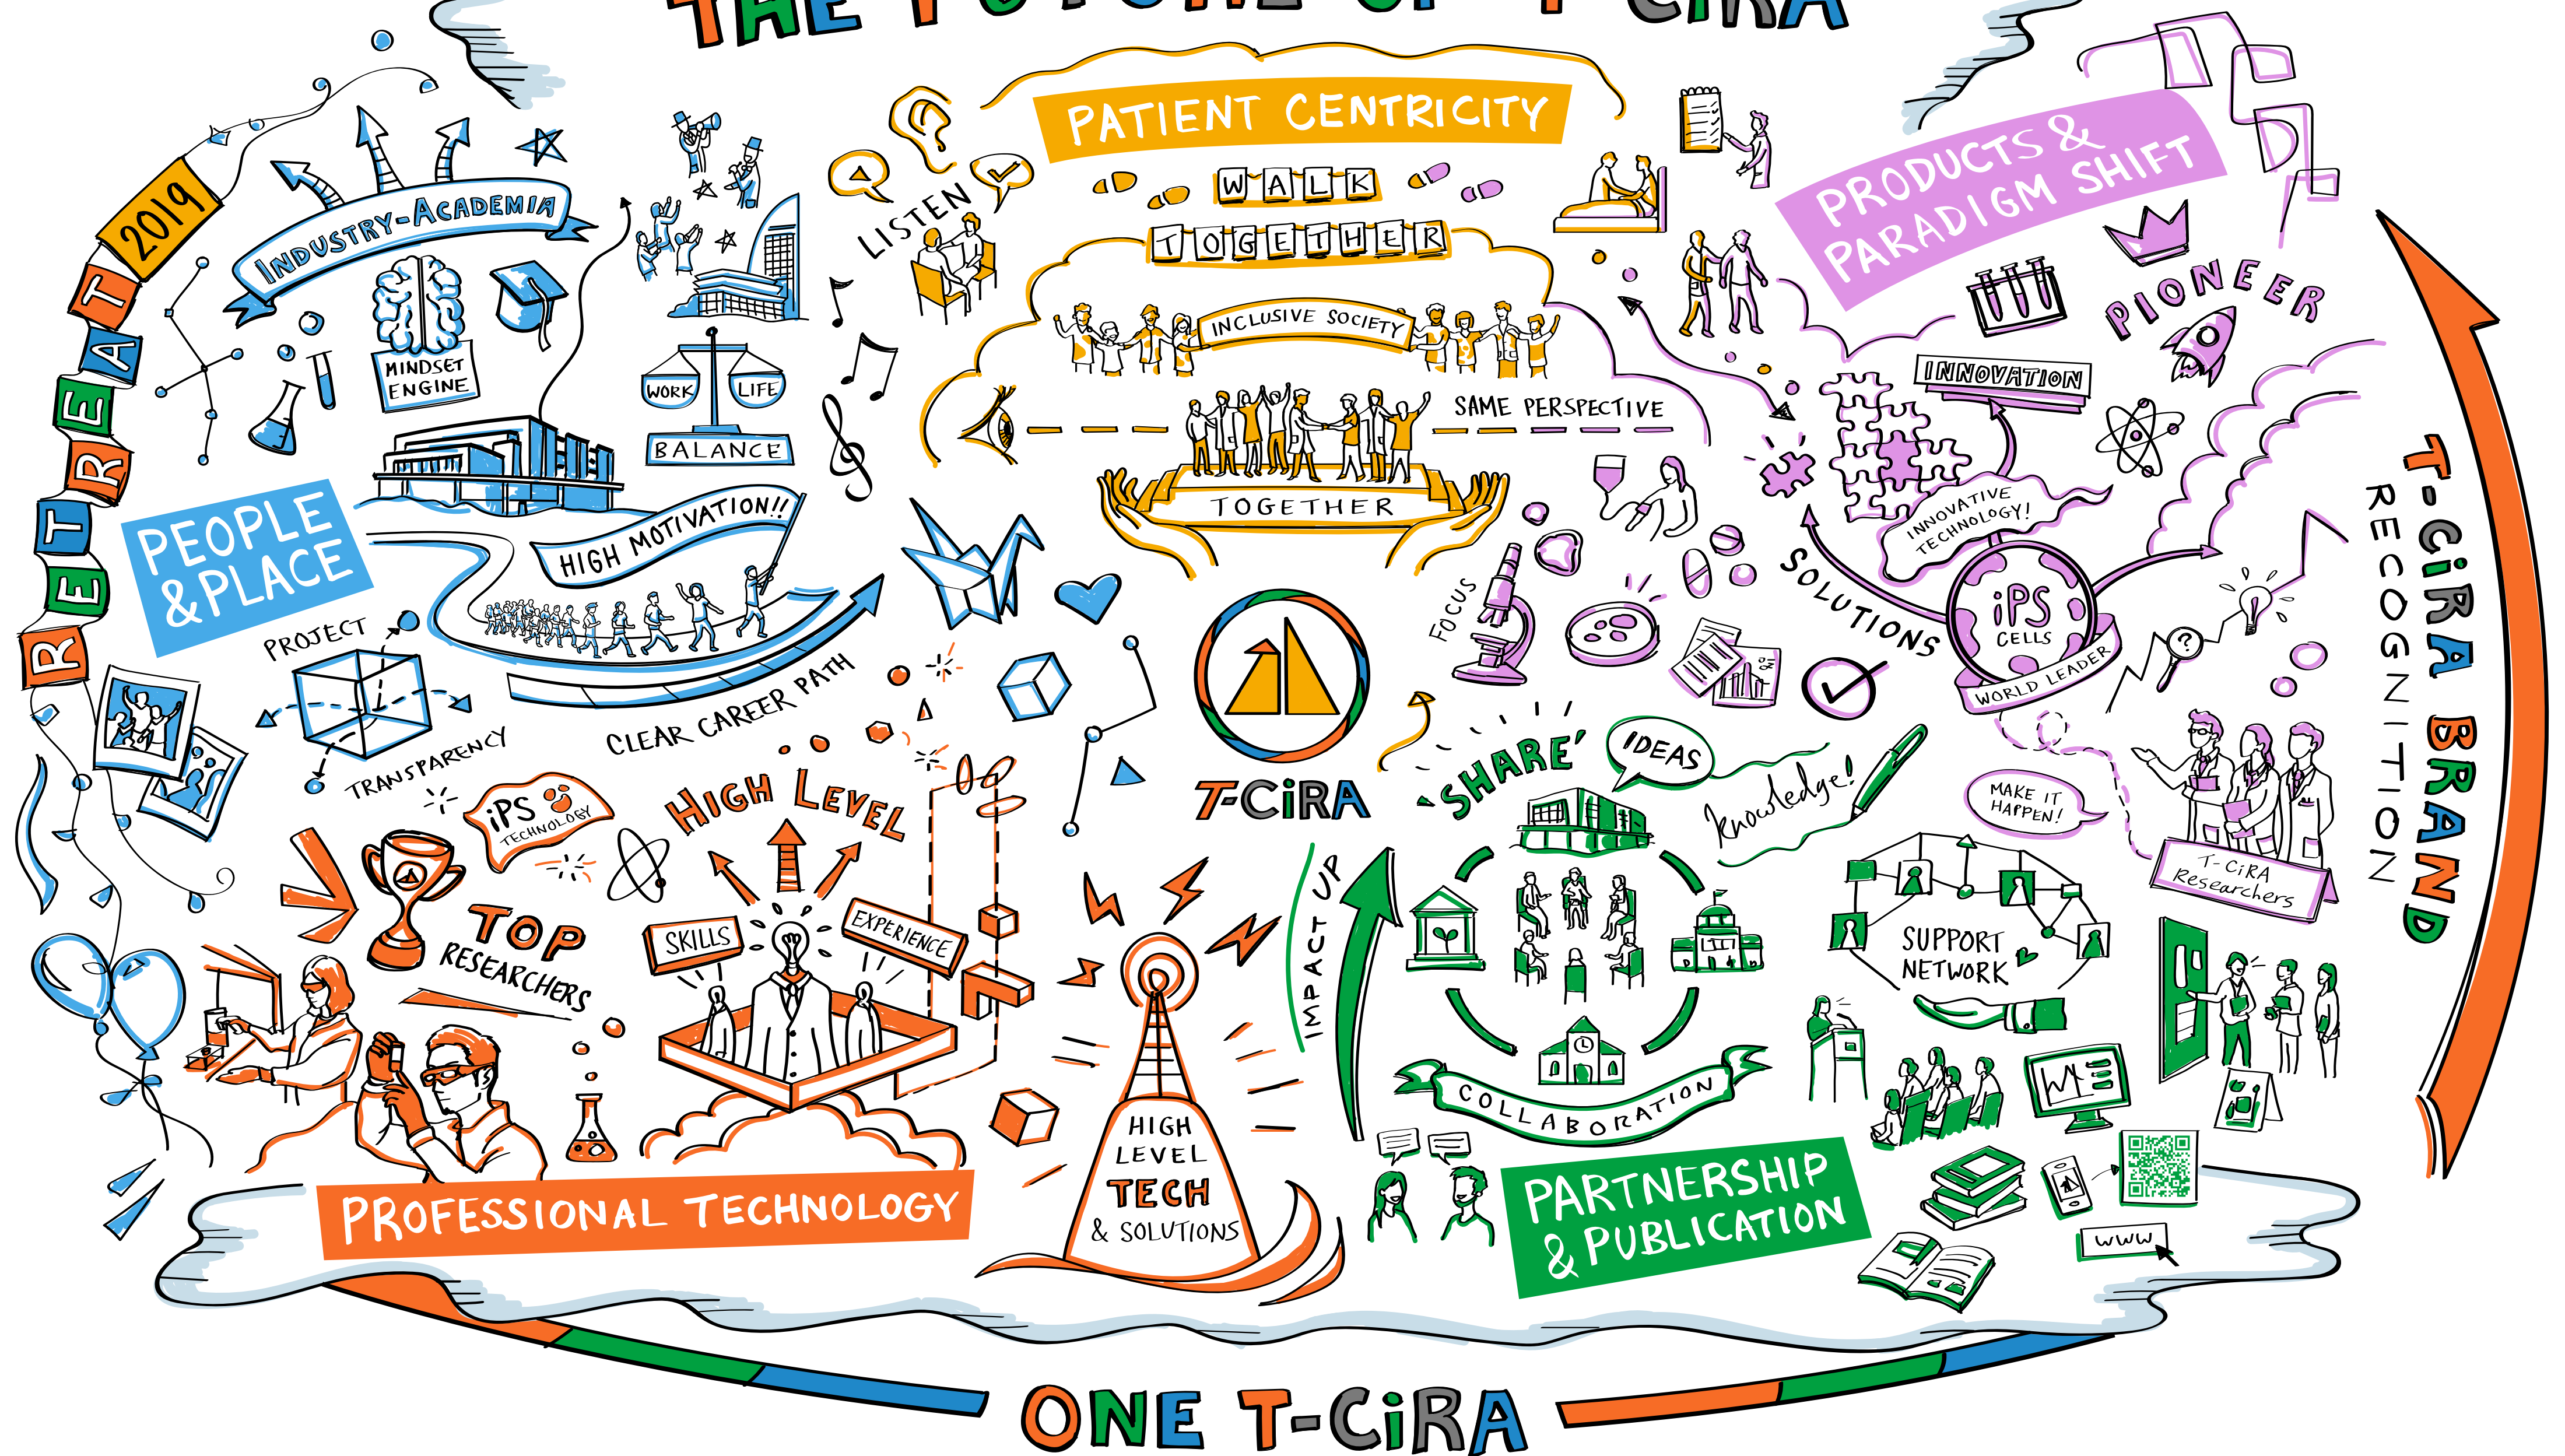 THE FUTURE OF T-CiRA
RETREAT 2019
PEOPLE
& PLACE
INDUSTRY-ACADEMIA
MINDSET
ENGINE
WORK
LIFE
BALANCE
HIGH MOTIVATION!!
CLEAR CAREER PATH
PROJECT
TRANSPARENCY
PATIENT CENTRICITY
LISTEN
WALK
TOGETHER
INCLUSIVE SOCIETY
SAME PERSPECTIVE
TOGETHER
PRODUCTS &
PARADIGM SHIFT
PIONEER
INNOVATION
INNOVATIVE
TECHNOLOGY!
SOLUTIONS
iPS
CELLS
WORLD LEADER
FOCUS
?
MAKE IT
HAPPEN!
T-CiRA
Researchers
T-CiRA BRAND
RECOGNITION
T-CiRA
PROFESSIONAL TECHNOLOGY
iPS
TECHNOLOGY
TOP
RESEARCHERS
HIGH LEVEL
SKILLS
EXPERIENCE
HIGH
LEVEL
TECH
& SOLUTIONS
PARTNERSHIP
& PUBLICATION
IMPACT UP
SHARE
IDEAS
knowledge!
COLLABORATION
SUPPORT
NETWORK
WWW
ONE T-CiRA